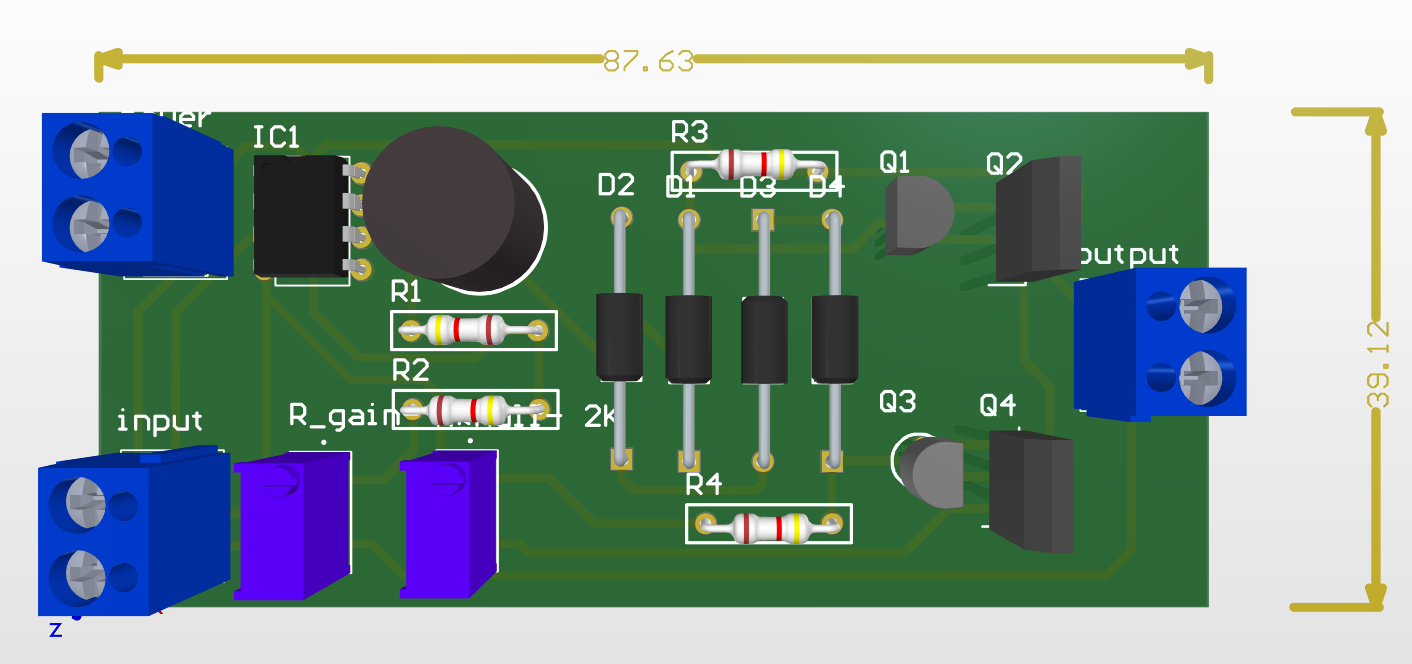 87.63
IC1
R3
Q1
Q2
D2
D1
D3
D4
output
R1
39.12
R2
Q3
Q4
input
R_gain
2K
R4
z